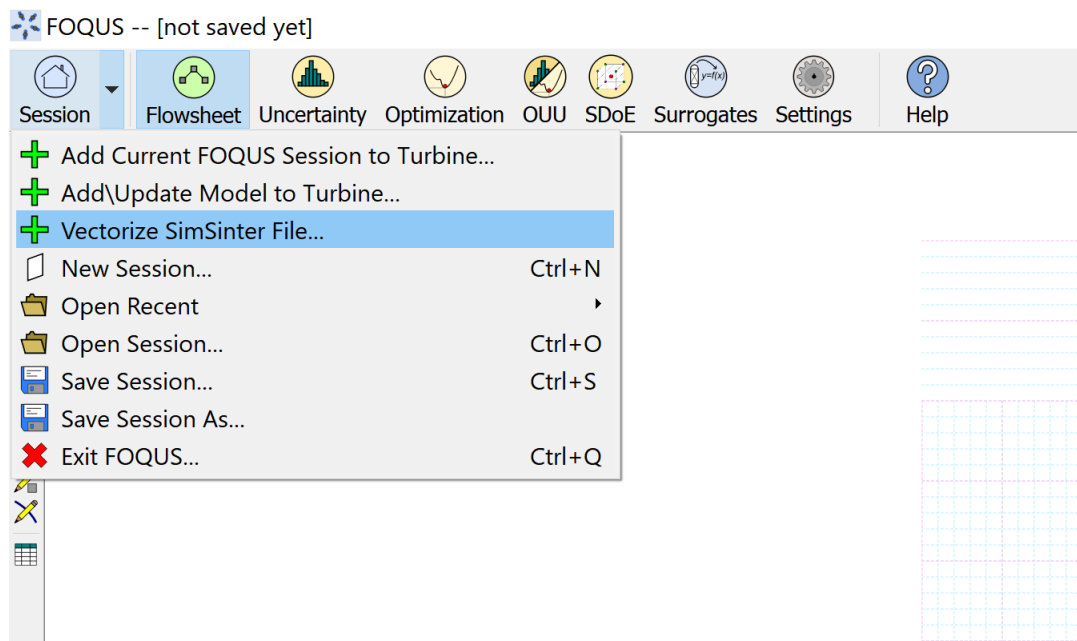 FOQUS -- [not saved yet]
Session Flowsheet Uncertainty Optimization OUU SDoE Surrogates Settings Help
y=f(x)
Add Current FOQUS Session to Turbine...
Add\Update Model to Turbine...
Vectorize SimSinter File...
New Session... Ctrl+N
Open Recent
Open Session... Ctrl+O
Save Session... Ctrl+S
Save Session As...
Exit FOQUS... Ctrl+Q